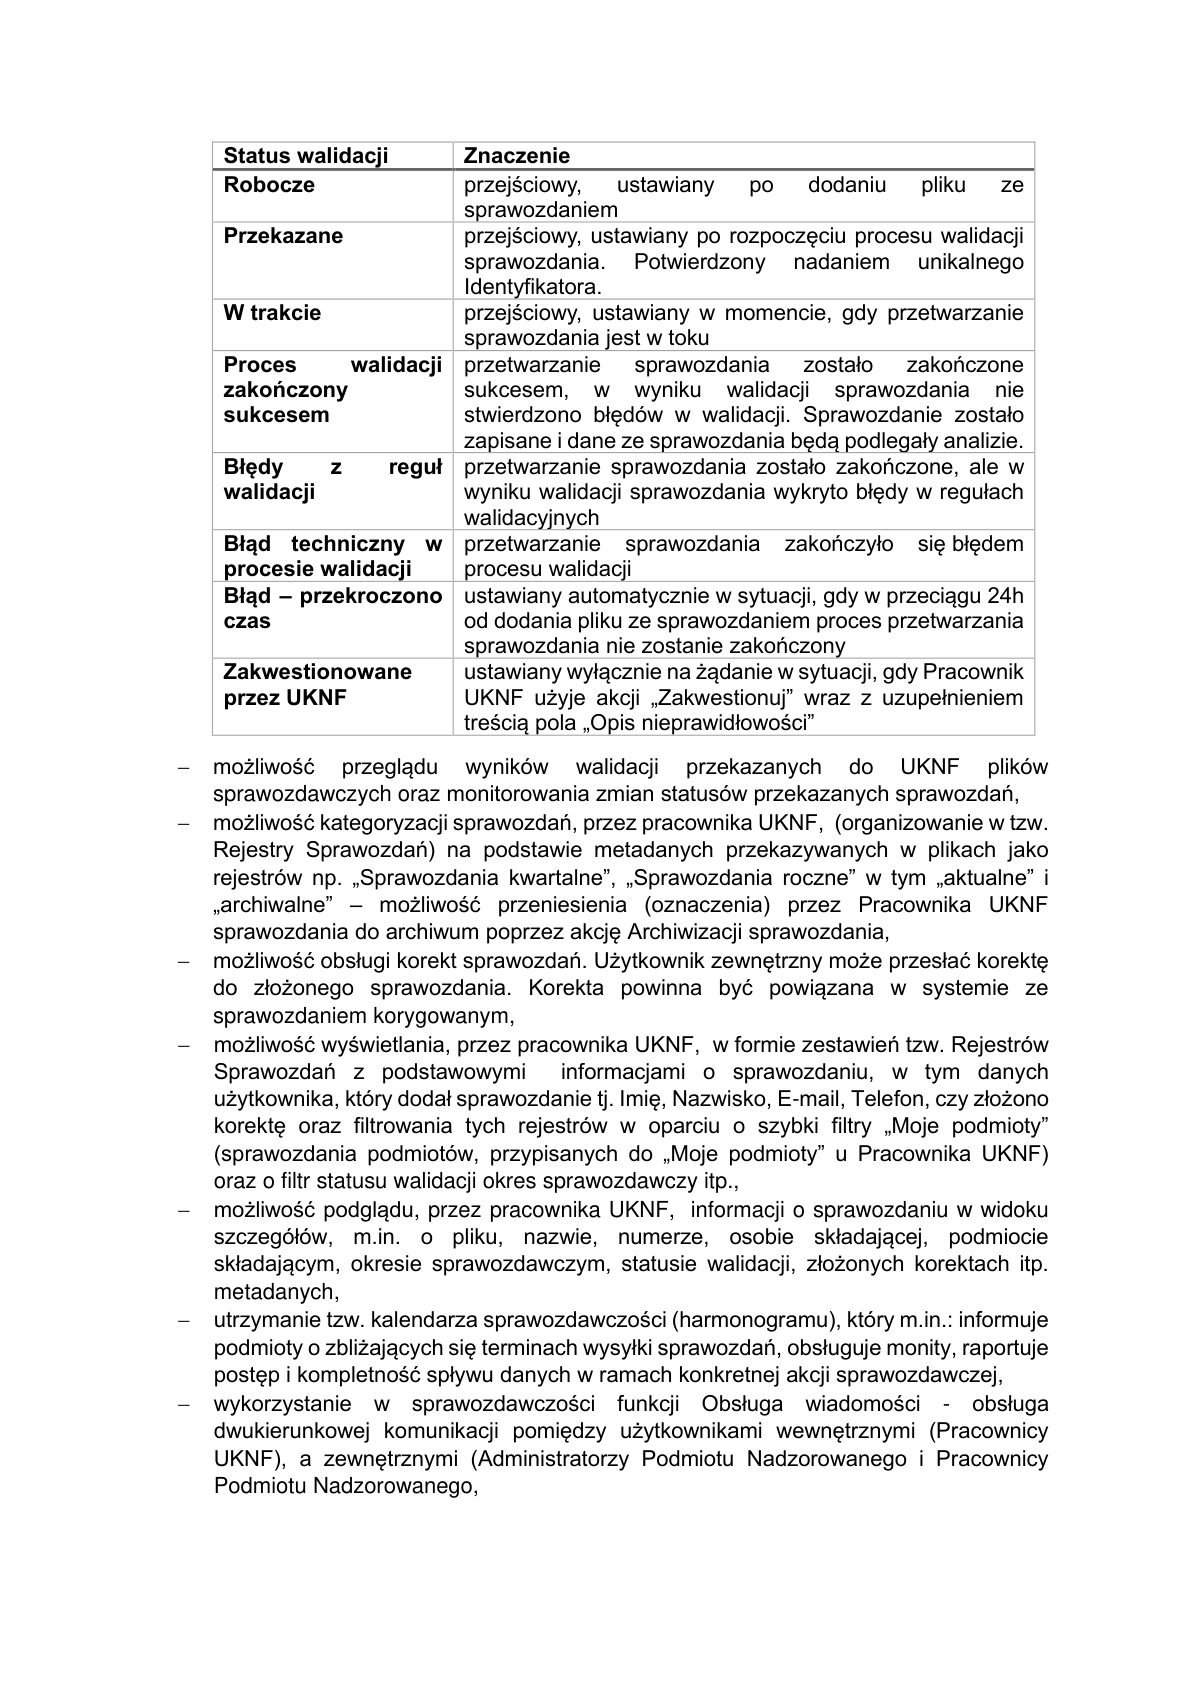 Status walidacji Znaczenie
Robocze przejściowy, ustawiany po dodaniu pliku ze
sprawozdaniem
Przekazane przejściowy, ustawiany po rozpoczęciu procesu walidacji
sprawozdania. Potwierdzony nadaniem unikalnego
Identyfikatora.
W trakcie przejściowy, ustawiany w momencie, gdy przetwarzanie
sprawozdania jest w toku
Proces walidacji przetwarzanie sprawozdania zostało zakończone
zakończony sukcesem, w wyniku walidacji sprawozdania nie
sukcesem stwierdzono błędów w walidacji. Sprawozdanie zostało
zapisane i dane ze sprawozdania będą podlegały analizie.
Błędy z reguł przetwarzanie sprawozdania zostało zakończone, ale w
walidacji wyniku walidacji sprawozdania wykryto błędy w regułach
walidacyjnych
Błąd techniczny w przetwarzanie sprawozdania zakończyło się błędem
procesie walidacji procesu walidacji
Błąd – przekroczono ustawiany automatycznie w sytuacji, gdy w przeciągu 24h
czas od dodania pliku ze sprawozdaniem proces przetwarzania
sprawozdania nie zostanie zakończony
Zakwestionowane ustawiany wyłącznie na żądanie w sytuacji, gdy Pracownik
przez UKNF UKNF użyje akcji „Zakwestionuj” wraz z uzupełnieniem
treścią pola „Opis nieprawidłowości”
– możliwość przeglądu wyników walidacji przekazanych do UKNF plików
sprawozdawczych oraz monitorowania zmian statusów przekazanych sprawozdań,
– możliwość kategoryzacji sprawozdań, przez pracownika UKNF, (organizowanie w tzw.
Rejestry Sprawozdań) na podstawie metadanych przekazywanych w plikach jako
rejestrów np. „Sprawozdania kwartalne”, „Sprawozdania roczne” w tym „aktualne” i
„archiwalne” – możliwość przeniesienia (oznaczenia) przez Pracownika UKNF
sprawozdania do archiwum poprzez akcję Archiwizacji sprawozdania,
– możliwość obsługi korekt sprawozdań. Użytkownik zewnętrzny może przesłać korektę
do złożonego sprawozdania. Korekta powinna być powiązana w systemie ze
sprawozdaniem korygowanym,
– możliwość wyświetlania, przez pracownika UKNF, w formie zestawień tzw. Rejestrów
Sprawozdań z podstawowymi informacjami o sprawozdaniu, w tym danych
użytkownika, który dodał sprawozdanie tj. Imię, Nazwisko, E-mail, Telefon, czy złożono
korektę oraz filtrowania tych rejestrów w oparciu o szybki filtry „Moje podmioty”
(sprawozdania podmiotów, przypisanych do „Moje podmioty” u Pracownika UKNF)
oraz o filtr statusu walidacji okres sprawozdawczy itp.,
– możliwość podglądu, przez pracownika UKNF, informacji o sprawozdaniu w widoku
szczegółów, m.in. o pliku, nazwie, numerze, osobie składającej, podmiocie
składającym, okresie sprawozdawczym, statusie walidacji, złożonych korektach itp.
metadanych,
– utrzymanie tzw. kalendarza sprawozdawczości (harmonogramu), który m.in.: informuje
podmioty o zbliżających się terminach wysyłki sprawozdań, obsługuje monity, raportuje
postęp i kompletność spływu danych w ramach konkretnej akcji sprawozdawczej,
– wykorzystanie w sprawozdawczości funkcji Obsługa wiadomości - obsługa
dwukierunkowej komunikacji pomiędzy użytkownikami wewnętrznymi (Pracownicy
UKNF), a zewnętrznymi (Administratorzy Podmiotu Nadzorowanego i Pracownicy
Podmiotu Nadzorowanego,